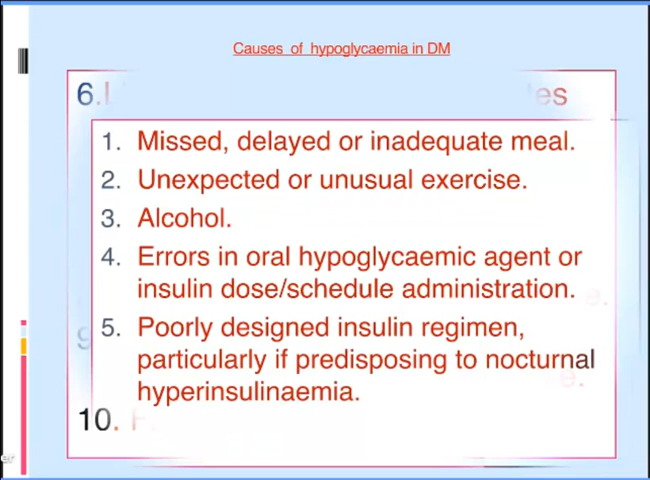 Causes of hypoglycaemia in DM
6.
es
1. Missed, delayed or inadequate meal.
2. Unexpected or unusual exercise.
3. Alcohol.
4. Errors in oral hypoglycaemic agent or
insulin dose/schedule administration.
5. Poorly designed insulin regimen,
particularly if predisposing to nocturnal
hyperinsulinaemia.
10. F